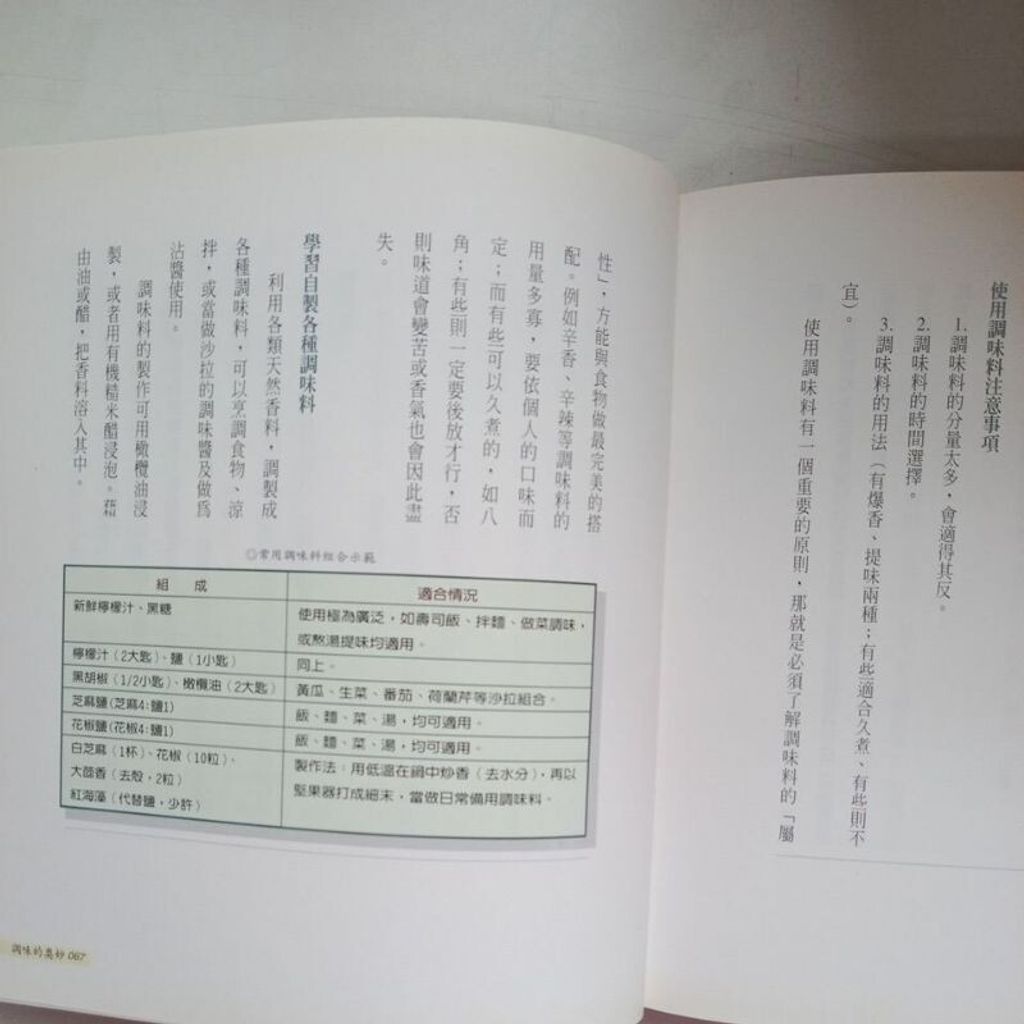 使用調味料注意事項
1.調味料的分量太多，會適得其反。
2.調味料的時間選擇。
3.調味料的用法（有爆香、提味兩種；有些適合久煮、有些則不
宜）。
使用調味料有一個重要的原則，那就是必須了解調味料的「屬
性」，方能與食物做最完美的搭
配。例如辛香、辛辣等調味料的
用量多寡，要依個人的口味而
定；而有些可以久煮的，如八
角；有些則一定要後放才行，否
則味道會變苦或香氣也會因此盡
失。
學習自製各種調味料
利用各類天然香料，調製成
各種調味料，可以烹調食物、涼
拌，或當做沙拉的調味醬及做為
沾醬使用。
調味料的製作可用橄欖油浸
製，或者用有機糙米醋浸泡。藉
由油或醋，把香料溶入其中。
◎常用調味料組合示範
組 成 適合情況
新鮮檸檬汁、黑糖 使用極為廣泛，如壽司飯、拌麵、做菜調味，
或熬湯提味均適用。
檸檬汁（2大匙）、鹽（1小匙） 同上。
黑胡椒（1/2小匙）、橄欖油（2大匙） 黃瓜、生菜、番茄、荷蘭芹等沙拉組合。
芝麻鹽(芝麻4:鹽1) 飯、麵、菜、湯，均可適用。
花椒鹽(花椒4:鹽1) 飯、麵、菜、湯，均可適用。
白芝麻（1杯）、花椒（10粒）、 製作法：用低溫在鍋中炒香（去水分），再以
大茴香（去殼，2粒） 堅果器打成細末，當做日常備用調味料。
紅海藻（代替鹽，少許）
調味的奧妙 067